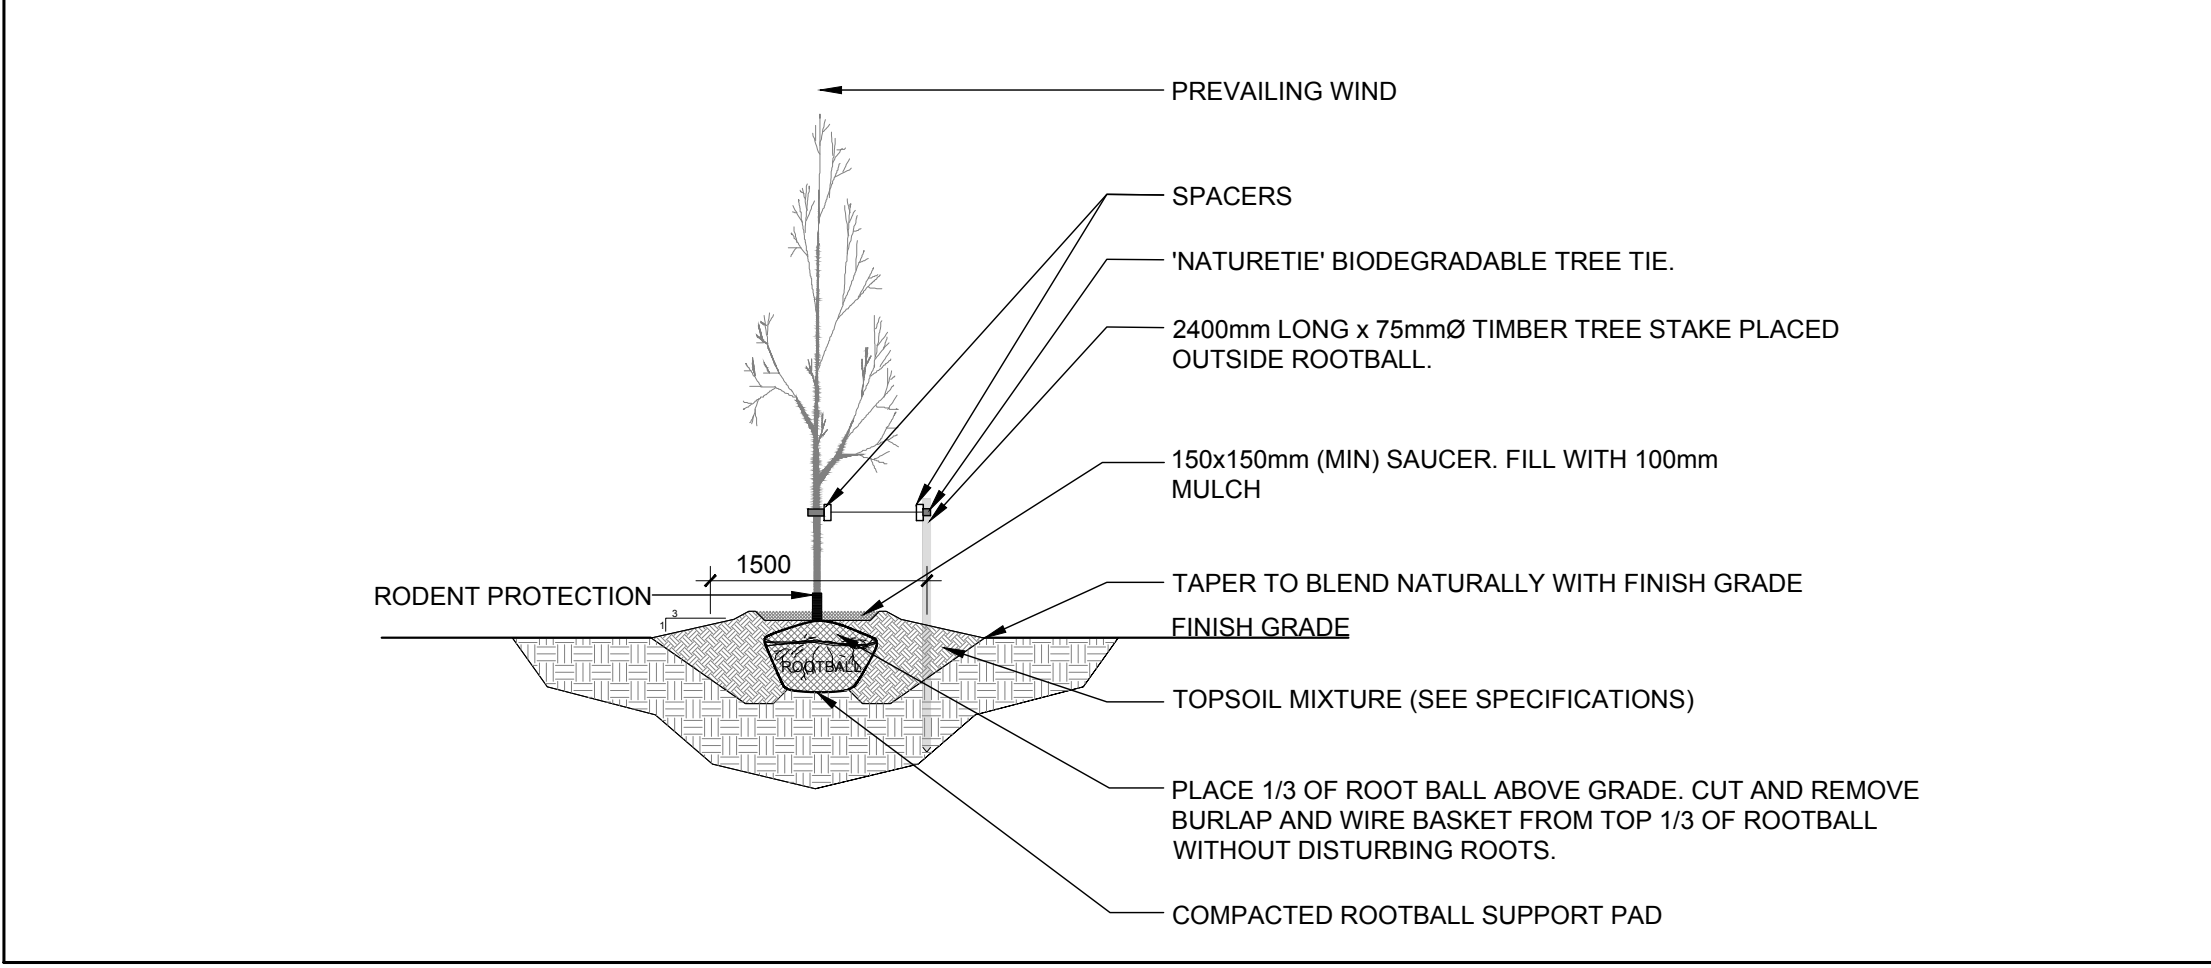 PREVAILING WIND
SPACERS
'NATURETIE' BIODEGRADABLE TREE TIE.
2400mm LONG x 75mmØ TIMBER TREE STAKE PLACED
OUTSIDE ROOTBALL.
150x150mm (MIN) SAUCER. FILL WITH 100mm
MULCH
1500
RODENT PROTECTION
TAPER TO BLEND NATURALLY WITH FINISH GRADE
3
1
FINISH GRADE
ROOTBALL
TOPSOIL MIXTURE (SEE SPECIFICATIONS)
PLACE 1/3 OF ROOT BALL ABOVE GRADE. CUT AND REMOVE
BURLAP AND WIRE BASKET FROM TOP 1/3 OF ROOTBALL
WITHOUT DISTURBING ROOTS.
COMPACTED ROOTBALL SUPPORT PAD